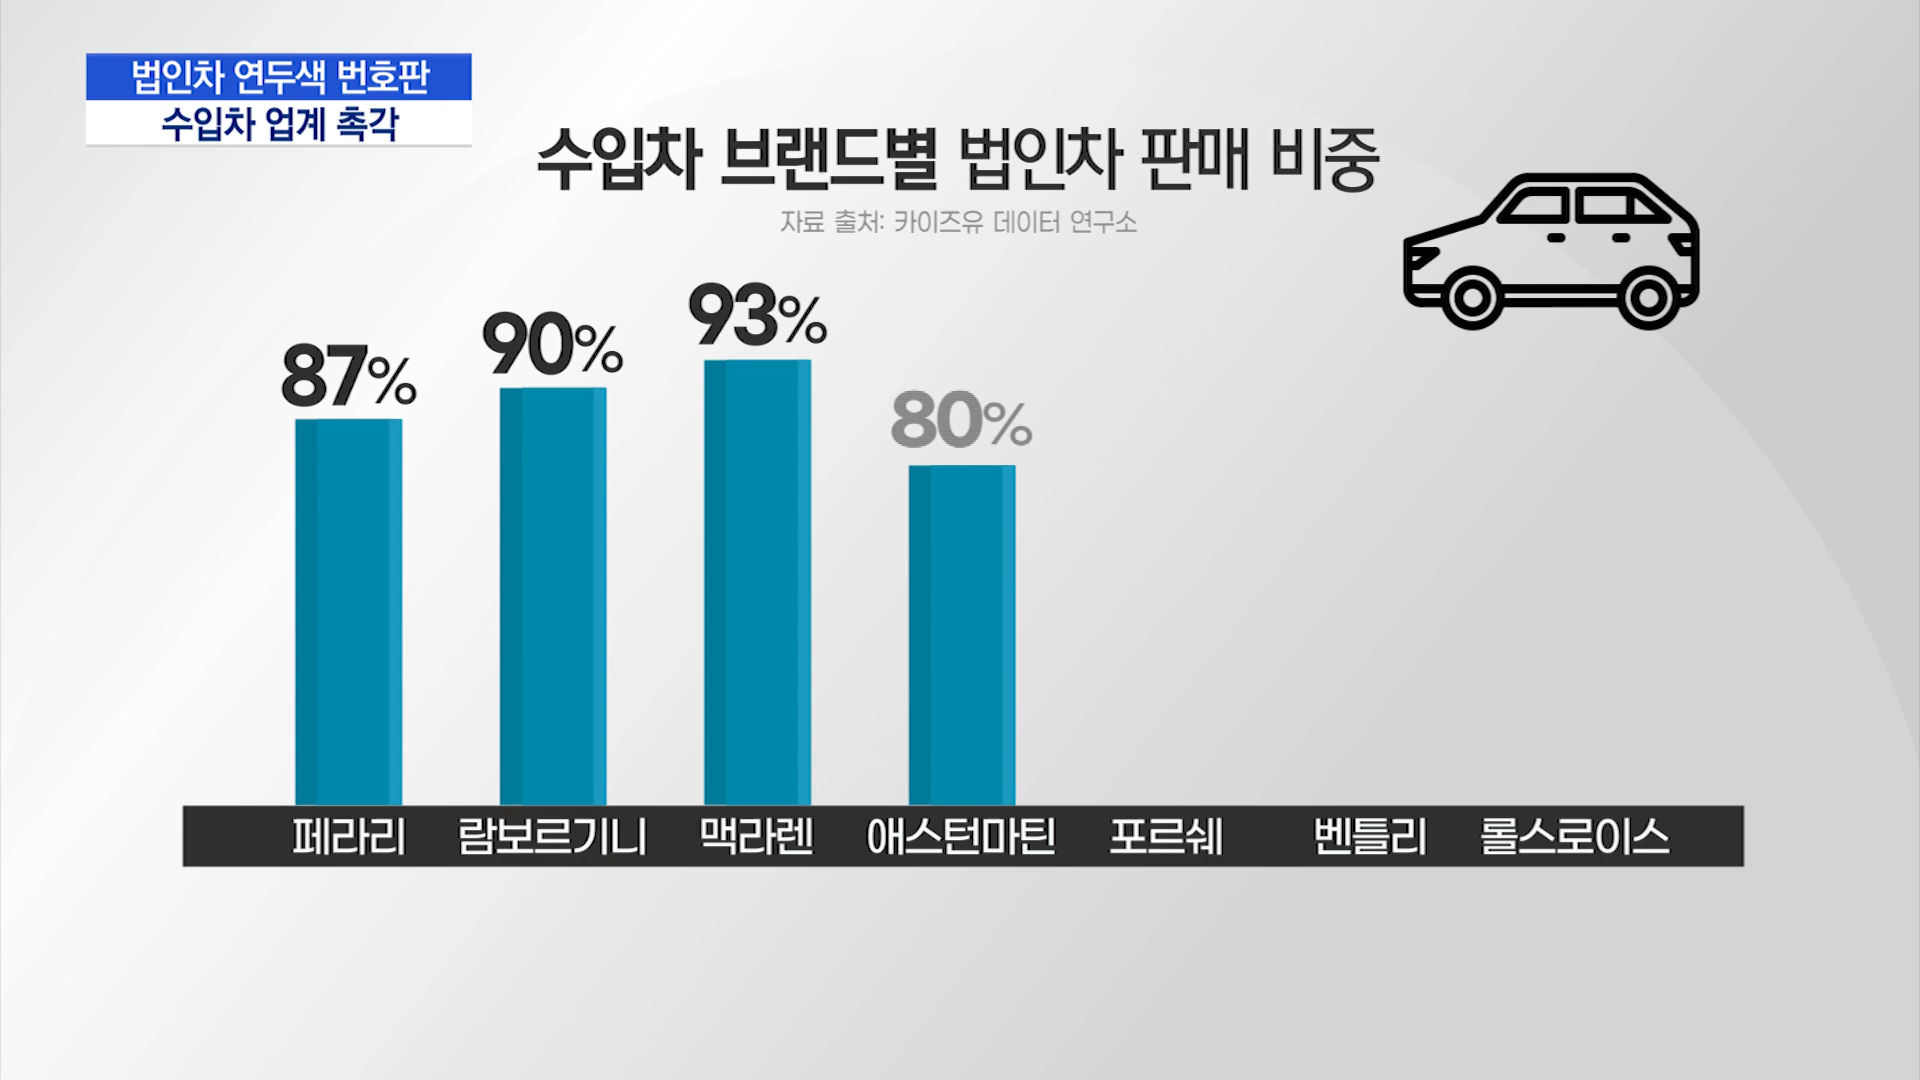 법인차 연두색 번호판
수입차 업계 촉각
수입차 브랜드별 법인차 판매 비중
자료 출처: 카이즈유 데이터 연구소
87% 90% 93% 80%
페라리 람보르기니 맥라렌 애스턴마틴 포르쉐 벤틀리 롤스로이스